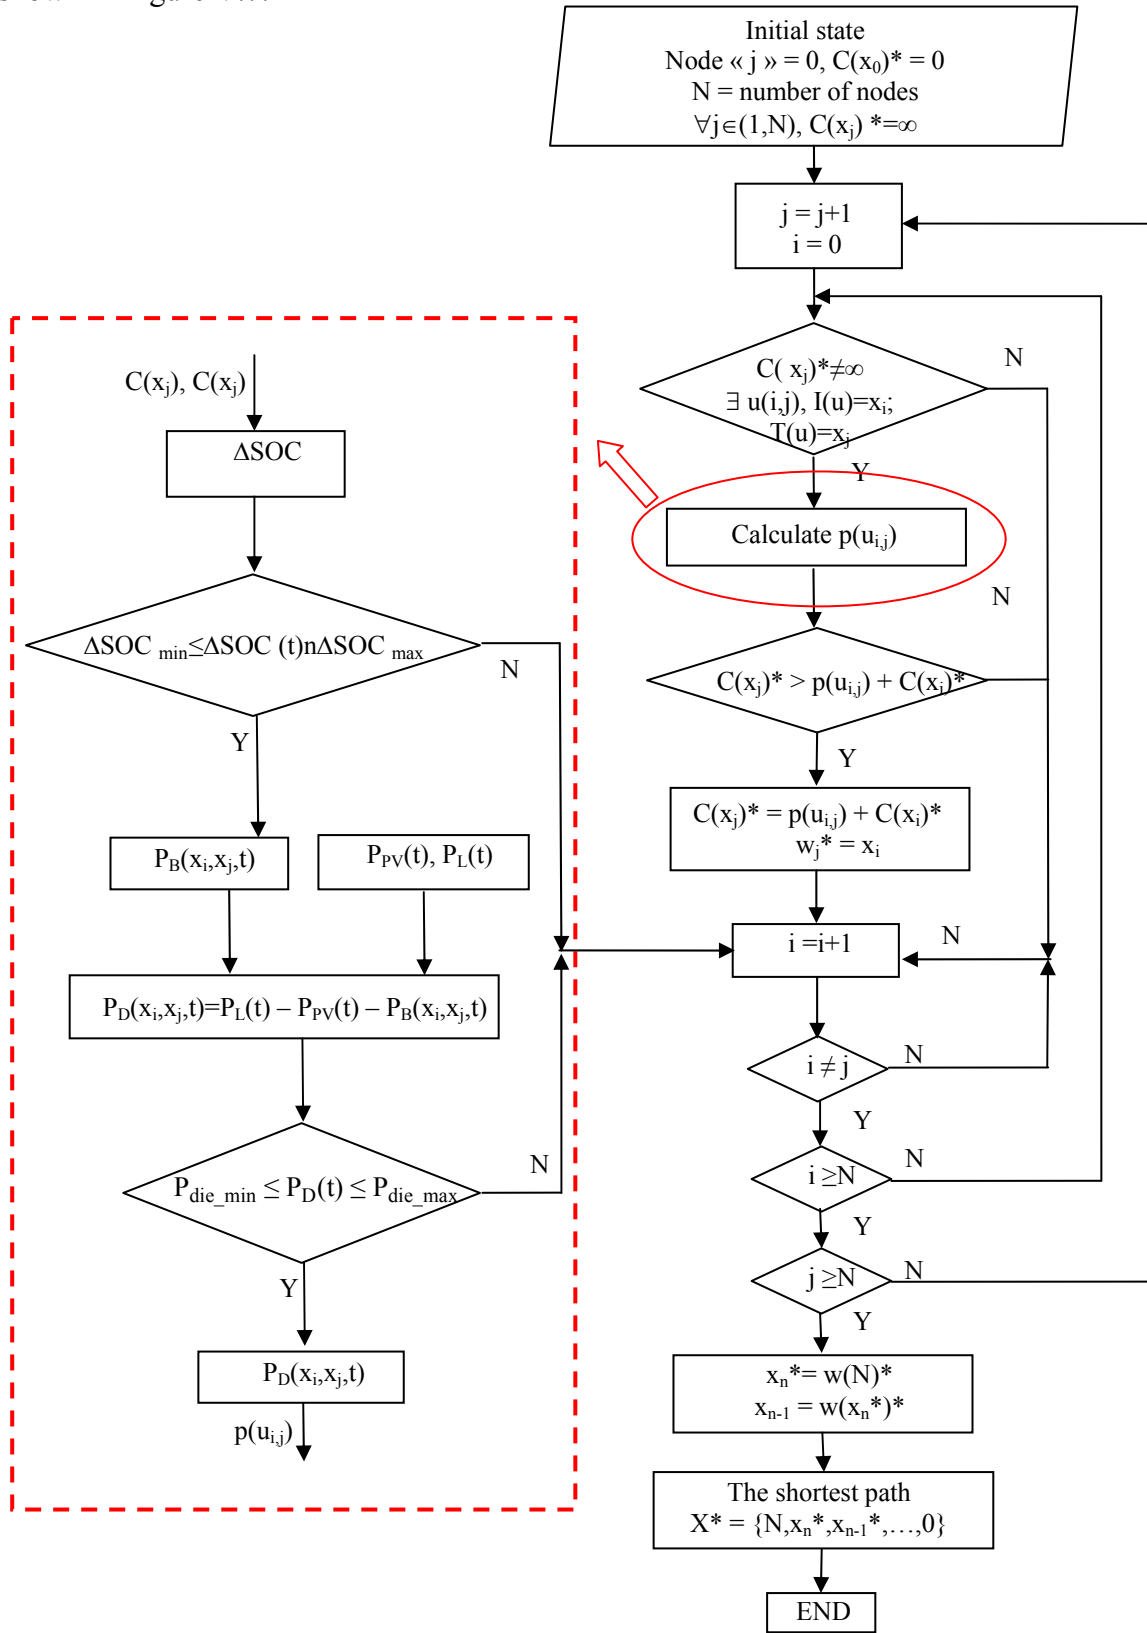 Initial state
Node « j » = 0, C(x0)* = 0
N = number of nodes
∀j∈(1,N), C(xj) *=∞
j = j+1
i = 0
C( xj)*≠∞
∃ u(i,j), I(u)=xi;
T(u)=xj
N
Y
Calculate p(ui,j)
N
C(xj)* > p(ui,j) + C(xi)*
Y
C(xj)* = p(ui,j) + C(xi)*
wj* = xi
i =i+1
N
i ≠ j
N
Y
i ≥N
N
Y
j ≥N
N
Y
xn*= w(N)*
xn-1 = w(xn*)*
The shortest path
X* = {N,xn*,xn-1*,…,0}
END
C(xj), C(xj)
ΔSOC
ΔSOC min≤ΔSOC (t)nΔSOC max
N
Y
PB(xi,xj,t)
PPV(t), PL(t)
PD(xi,xj,t)=PL(t) – PPV(t) – PB(xi,xj,t)
Pdie_min ≤ PD(t) ≤ Pdie_max
N
Y
PD(xi,xj,t)
p(ui,j)